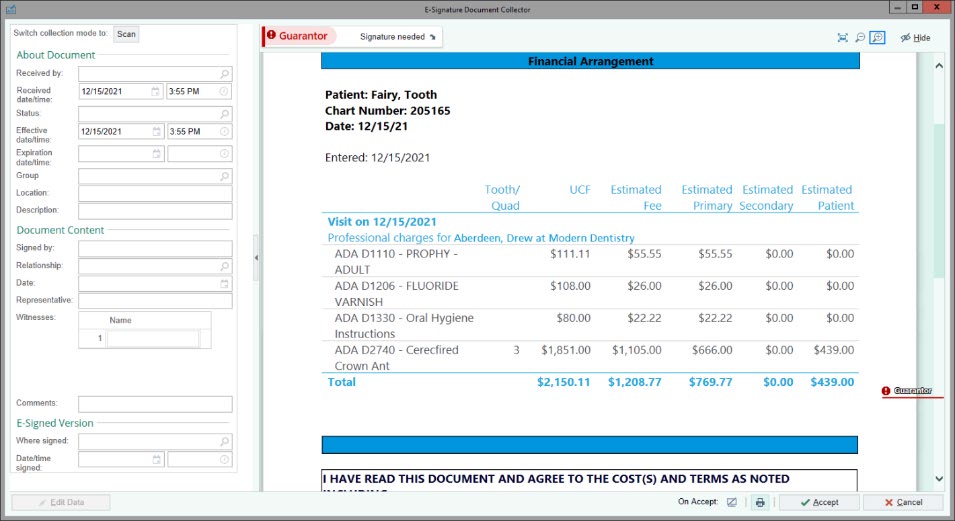 E-Signature Document Collector
Switch collection mode to: Scan
About Document
Received by:
Received date/time: 12/15/2021 3:55 PM
Status:
Effective date/time: 12/15/2021 3:55 PM
Expiration date/time:
Group
Location:
Description:
Document Content
Signed by:
Relationship:
Date:
Representative:
Witnesses: Name
1
Comments:
E-Signed Version
Where signed:
Date/time signed:
Edit Data
Guarantor Signature needed
Hide
Financial Arrangement
Patient: Fairy, Tooth
Chart Number: 205165
Date: 12/15/21
Entered: 12/15/2021
Tooth/ Quad UCF Estimated Fee Estimated Primary Estimated Secondary Estimated Patient
Visit on 12/15/2021
Professional charges for Aberdeen, Drew at Modern Dentistry
ADA D1110 - PROPHY - $111.11 $55.55 $55.55 $0.00 $0.00
ADULT
ADA D1206 - FLUORIDE $108.00 $26.00 $26.00 $0.00 $0.00
VARNISH
ADA D1330 - Oral Hygiene $80.00 $22.22 $22.22 $0.00 $0.00
Instructions
ADA D2740 - Cerecfired 3 $1,851.00 $1,105.00 $666.00 $0.00 $439.00
Crown Ant
Total $2,150.11 $1,208.77 $769.77 $0.00 $439.00
Guarantor
I HAVE READ THIS DOCUMENT AND AGREE TO THE COST(S) AND TERMS AS NOTED
On Accept: Accept Cancel